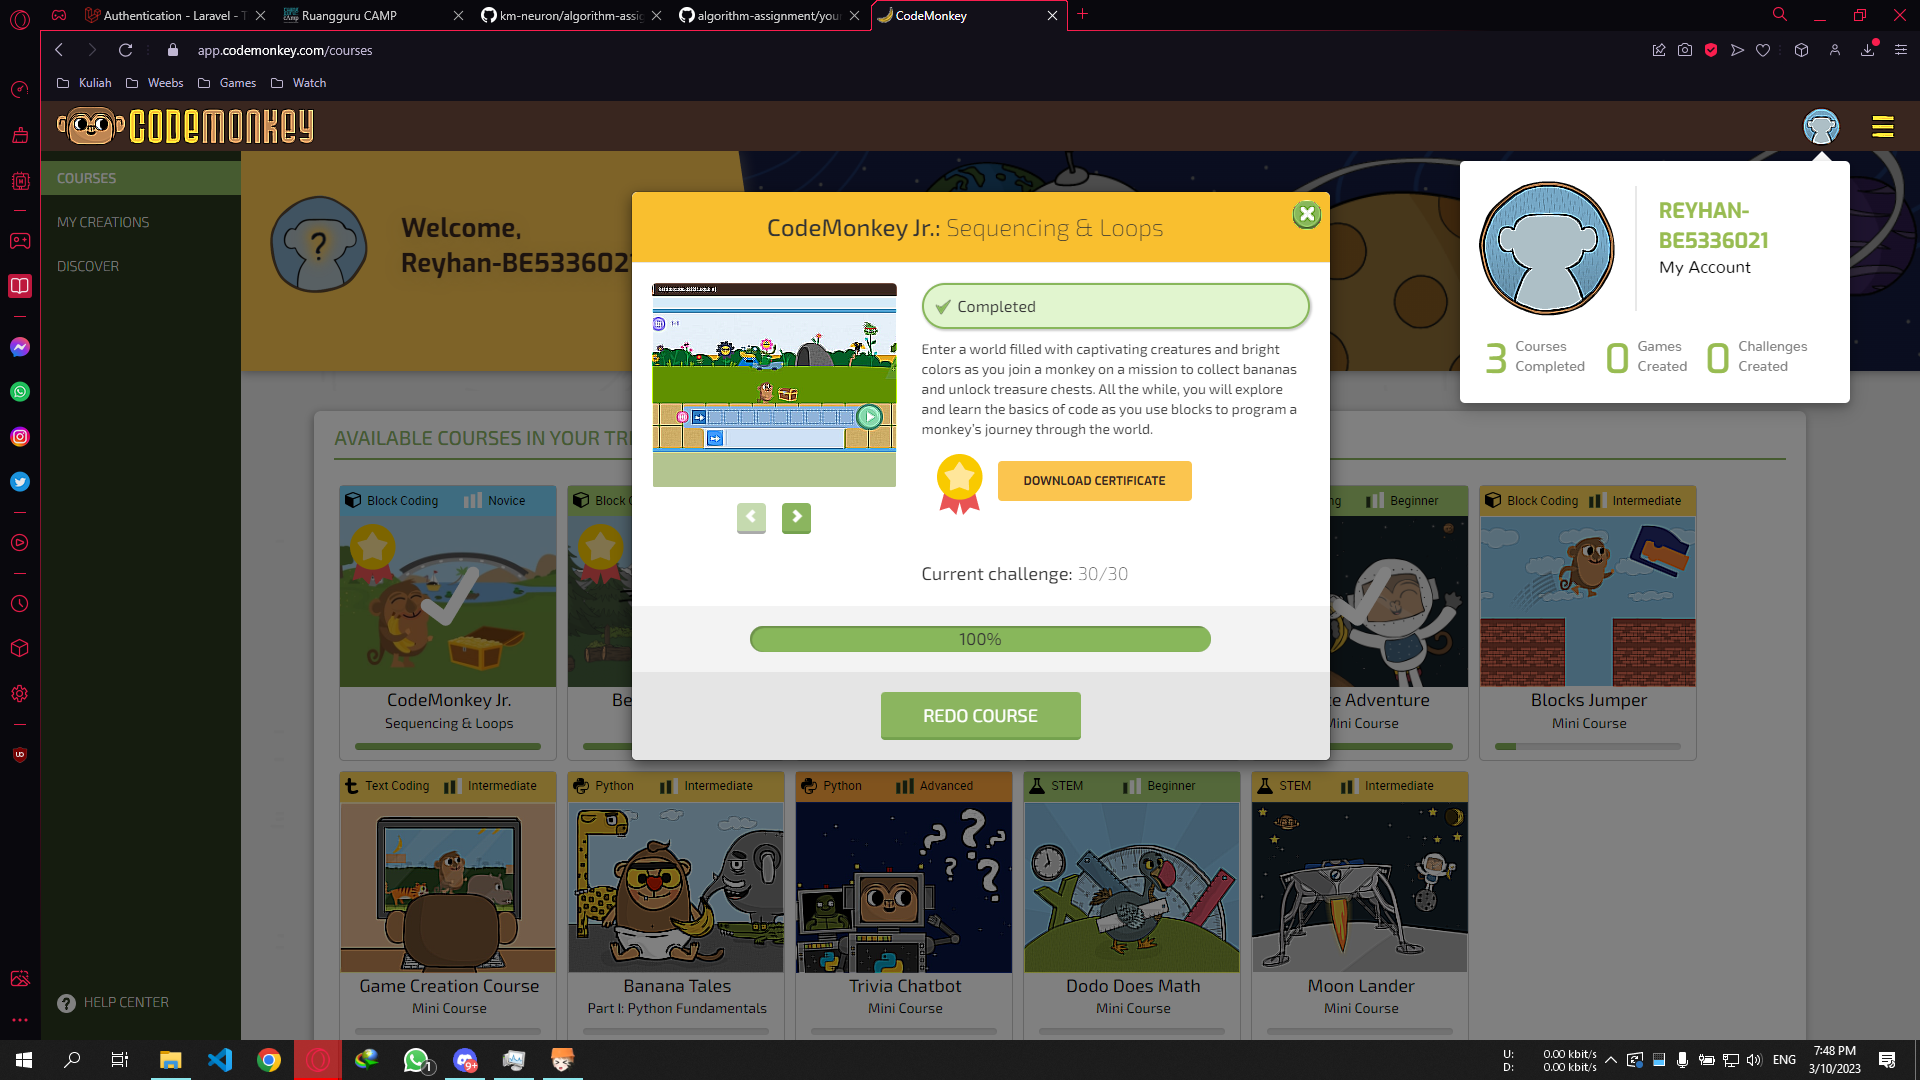 Authentication - Laravel - T
Ruangguru CAMP
km-neuron/algorithm-assig
algorithm-assignment/your
CodeMonkey
app.codemonkey.com/courses
Kuliah
Weebs
Games
Watch
CODEMONKEY
COURSES
MY CREATIONS
DISCOVER
HELP CENTER
?
Welcome,
Reyhan-BE5336021
REYHAN-
BE5336021
My Account
3 Courses Completed
0 Games Created
0 Challenges Created
CodeMonkey Jr.: Sequencing & Loops
1-1
Completed
Enter a world filled with captivating creatures and bright
colors as you join a monkey on a mission to collect bananas
and unlock treasure chests. All the while, you will explore
and learn the basics of code as you use blocks to program a
monkey's journey through the world.
DOWNLOAD CERTIFICATE
Current challenge: 30/30
100%
REDO COURSE
AVAILABLE COURSES IN YOUR TRI
Block Coding Novice
CodeMonkey Jr.
Sequencing & Loops
Block C
Be
ng Beginner
ce Adventure
Mini Course
Block Coding Intermediate
Blocks Jumper
Mini Course
Text Coding Intermediate
Game Creation Course
Mini Course
Python Intermediate
Banana Tales
Part I: Python Fundamentals
Python Advanced
Trivia Chatbot
Mini Course
STEM Beginner
Dodo Does Math
Mini Course
STEM Intermediate
Moon Lander
Mini Course
U: 0.00 kbit/s
D: 0.00 kbit/s
ENG
7:48 PM
3/10/2023